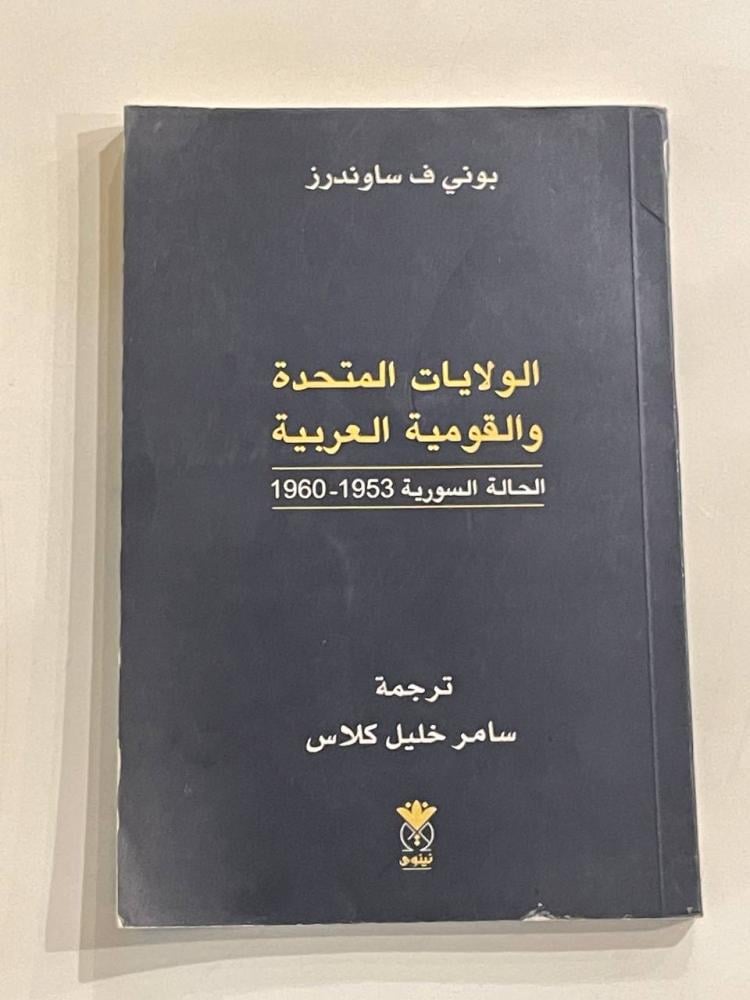 بوني ف ساوندرز
الولايات المتحدة
والقومية العربية
الحالة السورية 1953-1960
ترجمة
سامر خليل كلاس
نينوى